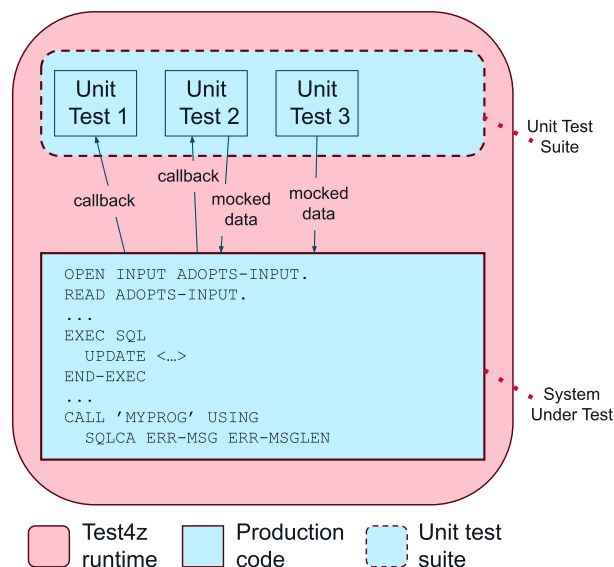 Unit
Test 1
Unit
Test 2
Unit
Test 3
Unit Test
Suite
callback
callback
mocked
data
mocked
data
OPEN INPUT ADOPTS-INPUT.
READ ADOPTS-INPUT.
...
EXEC SQL
UPDATE <…>
END-EXEC
...
CALL ’MYPROG’ USING
SQLCA ERR-MSG ERR-MSGLEN
System
Under Test
Test4z
runtime
Production
code
Unit test
suite